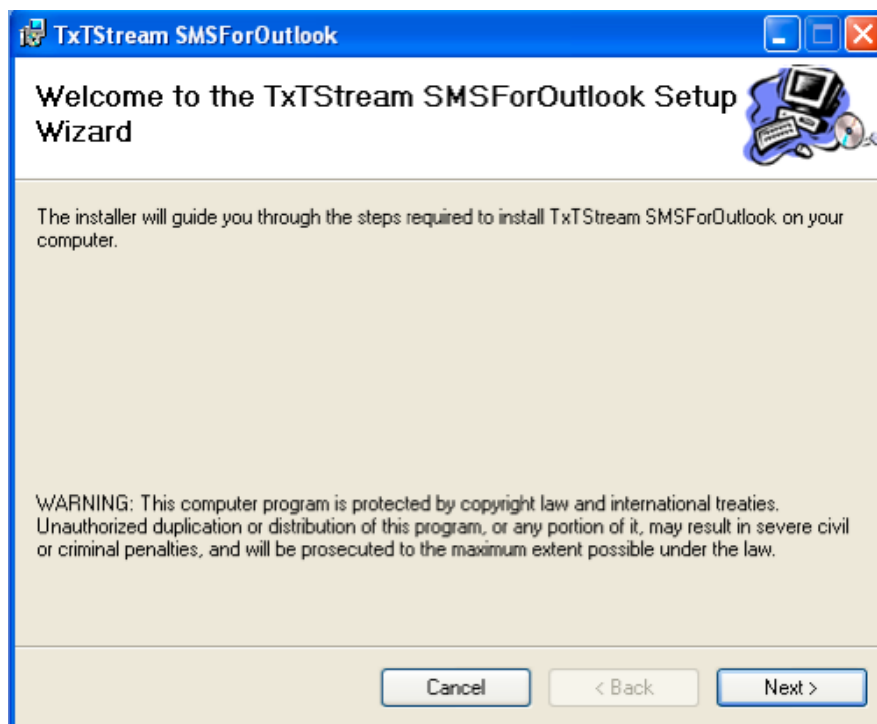 TxTStream SMSForOutlook
Welcome to the TxTStream SMSForOutlook Setup
Wizard
The installer will guide you through the steps required to install TxTStream SMSForOutlook on your
computer.
WARNING: This computer program is protected by copyright law and international treaties.
Unauthorized duplication or distribution of this program, or any portion of it, may result in severe civil
or criminal penalties, and will be prosecuted to the maximum extent possible under the law.
Cancel < Back Next >